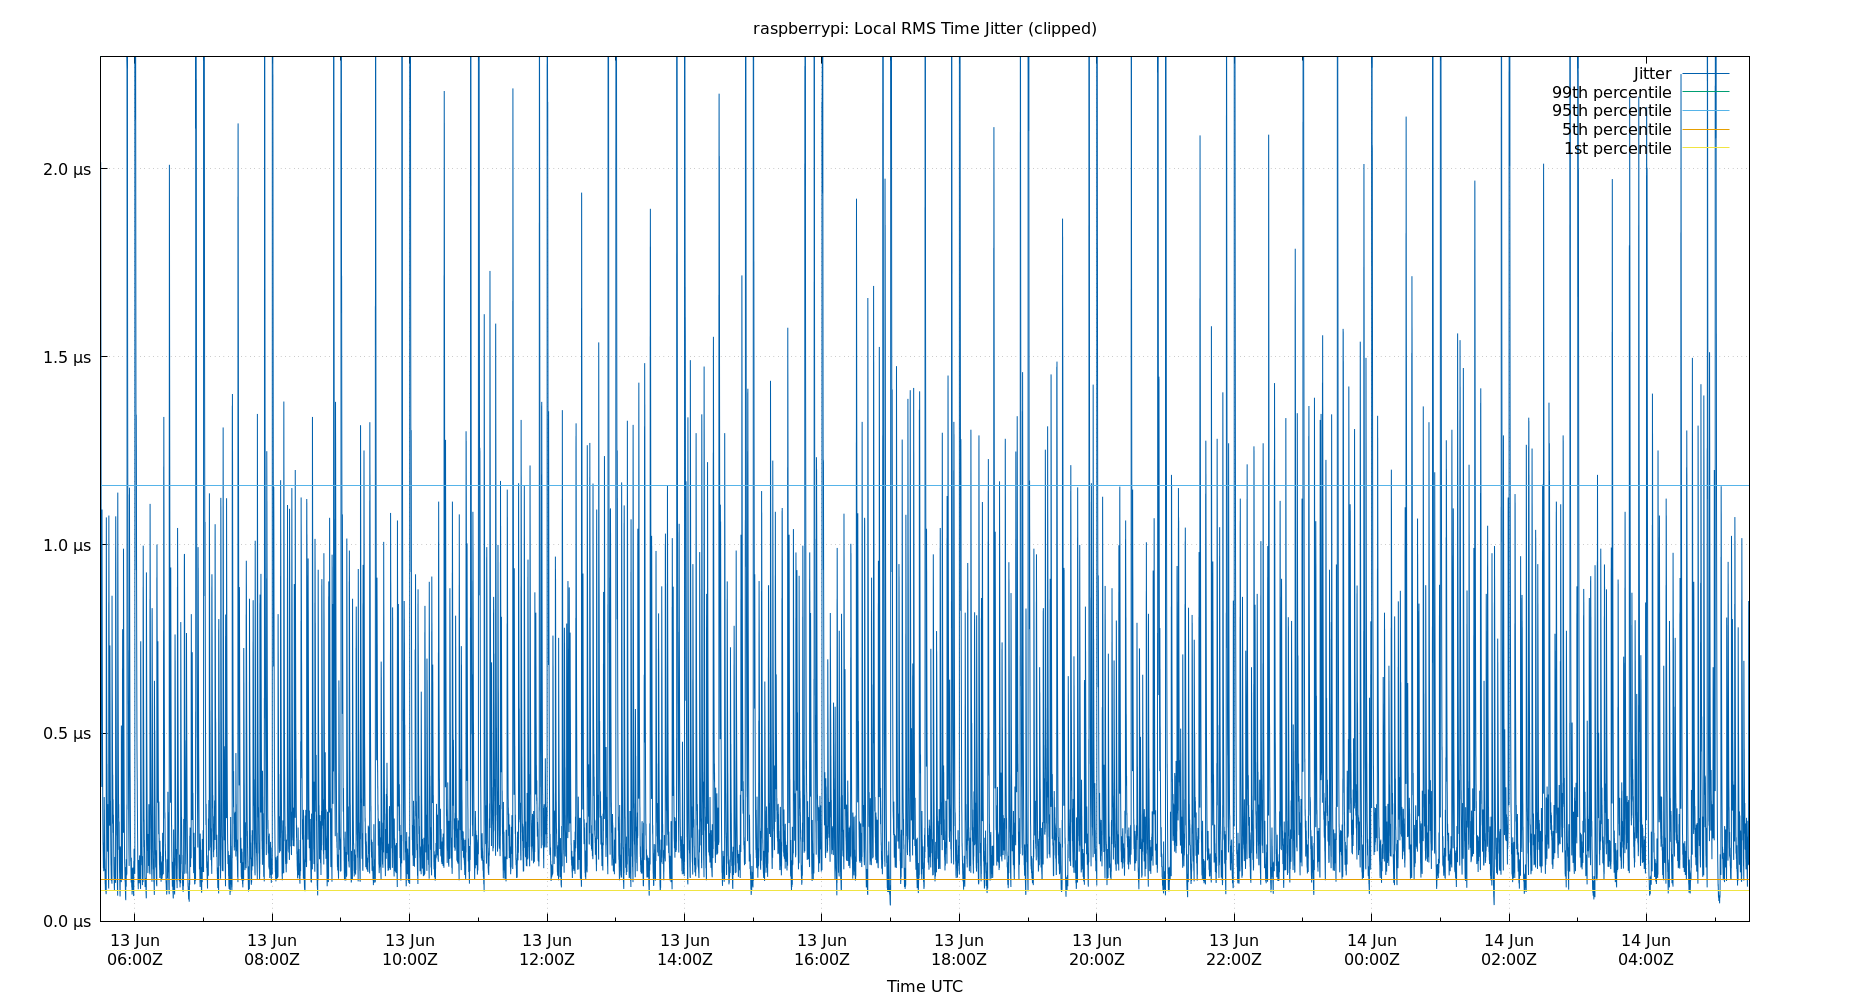 raspberrypi: Local RMS Time Jitter (clipped)
Jitter
99th percentile
95th percentile
5th percentile
1st percentile
2.0 µs
1.5 µs
1.0 µs
0.5 µs
0.0 µs
13 Jun 13 Jun 13 Jun 13 Jun 13 Jun 13 Jun 13 Jun 13 Jun 13 Jun 14 Jun 14 Jun 14 Jun
06:00Z 08:00Z 10:00Z 12:00Z 14:00Z 16:00Z 18:00Z 20:00Z 22:00Z 00:00Z 02:00Z 04:00Z
Time UTC